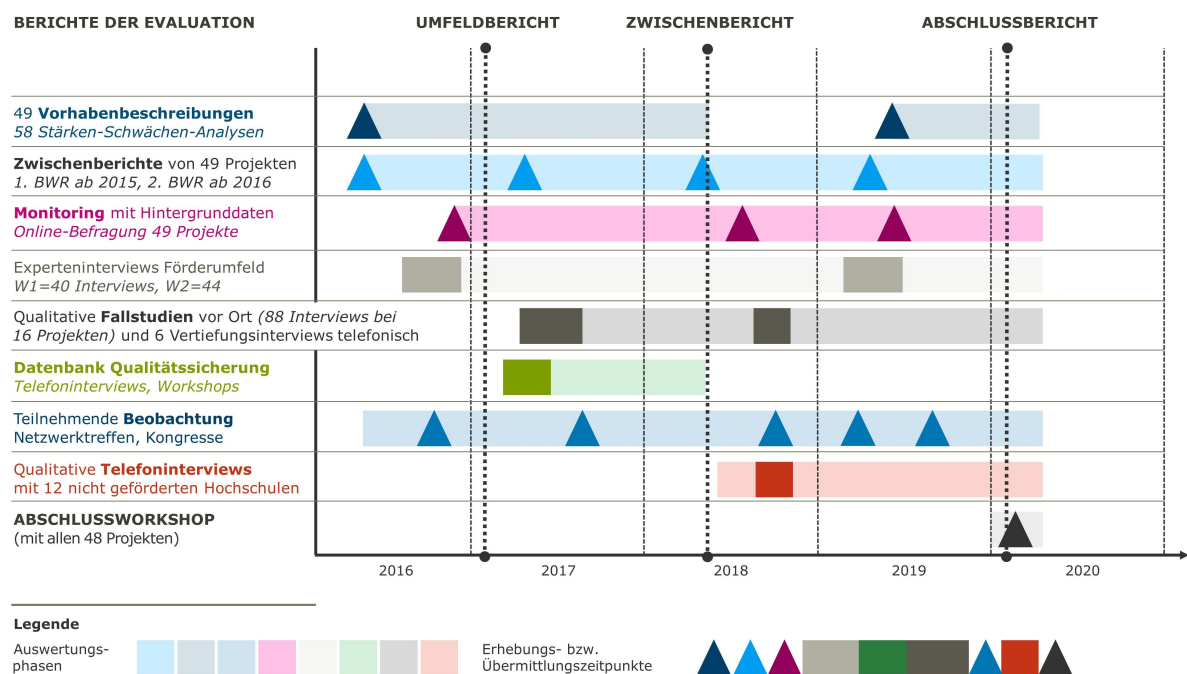 BERICHTE DER EVALUATION
UMFELDBERICHT
ZWISCHENBERICHT
ABSCHLUSSBERICHT
49 Vorhabenbeschreibungen
58 Stärken-Schwächen-Analysen
Zwischenberichte von 49 Projekten
1. BWR ab 2015, 2. BWR ab 2016
Monitoring mit Hintergrunddaten
Online-Befragung 49 Projekte
Experteninterviews Förderumfeld
W1=40 Interviews, W2=44
Qualitative Fallstudien vor Ort (88 Interviews bei
16 Projekten) und 6 Vertiefungsinterviews telefonisch
Datenbank Qualitätssicherung
Telefoninterviews, Workshops
Teilnehmende Beobachtung
Netzwerktreffen, Kongresse
Qualitative Telefoninterviews
mit 12 nicht geförderten Hochschulen
ABSCHLUSSWORKSHOP
(mit allen 48 Projekten)
2016
2017
2018
2019
2020
Legende
Auswertungs-
phasen
Erhebungs- bzw.
Übermittlungszeitpunkte